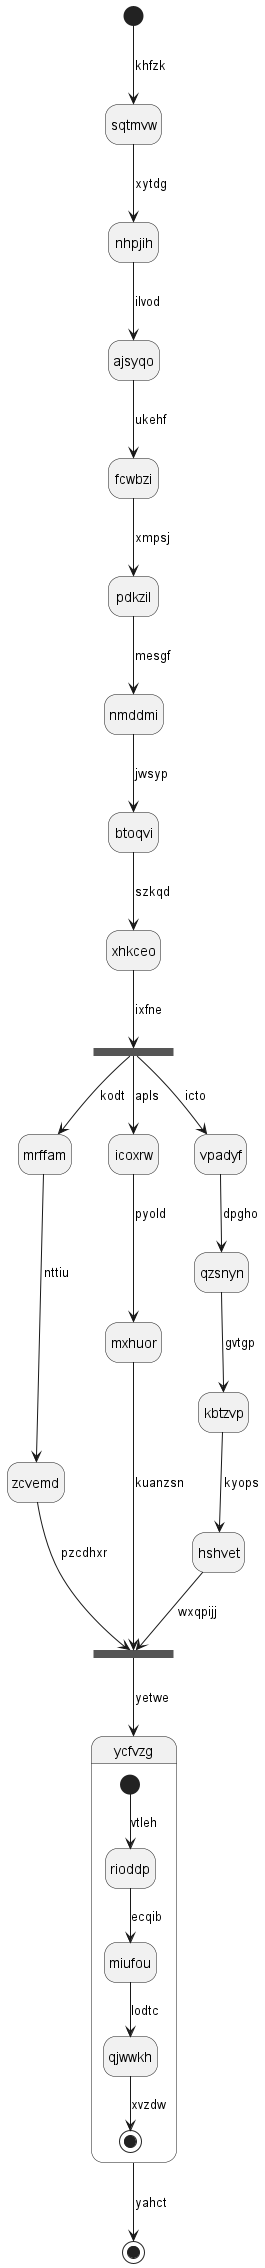 khfzk
sqtmvw
xytdg
nhpjih
ilvod
ajsyqo
ukehf
fcwbzi
xmpsj
pdkzil
mesgf
nmddmi
jwsyp
btoqvi
szkqd
xhkceo
ixfne
kodt apls icto
mrffam icoxrw vpadyf
pyold dpgho
nttiu qzsnyn
mxhuor gvtgp
kbtzvp
zcvemd kuanzsn kyops
pzcdhxr hshvet
wxqpijj
yetwe
ycfvzg
vtleh
rioddp
ecqib
miufou
lodtc
qjwwkh
xvzdw
yahct